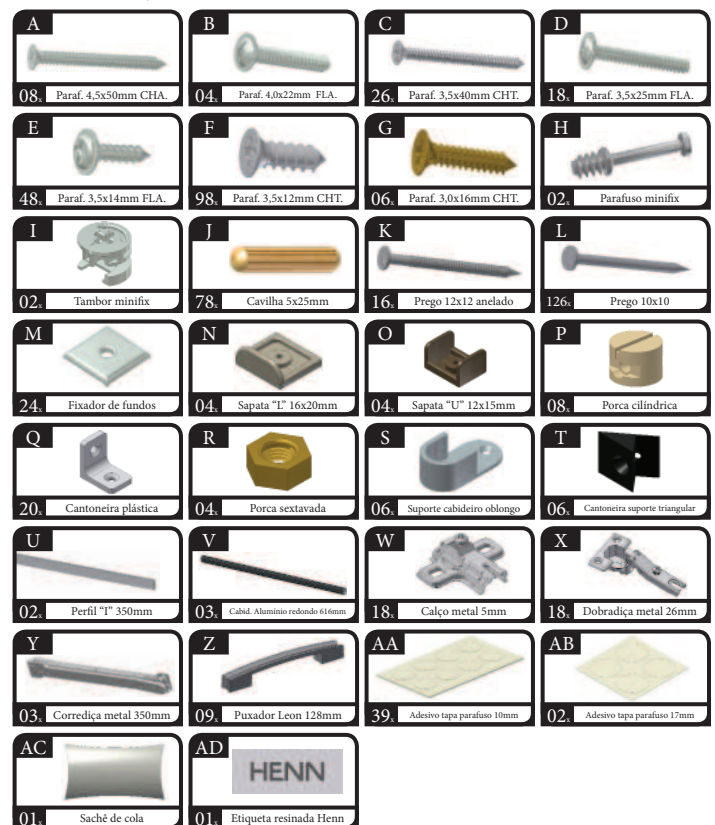 A
08x Paraf. 4,5x50mm CHA.
B
04x Paraf. 4,0x22mm FLA.
C
26x Paraf. 3,5x40mm CHT.
D
18x Paraf. 3,5x25mm FLA.
E
48x Paraf. 3,5x14mm FLA.
F
98x Paraf. 3,5x12mm CHT.
G
06x Paraf. 3,0x16mm CHT.
H
02x Parafuso minifix
I
02x Tambor minifix
J
78x Cavilha 5x25mm
K
16x Prego 12x12 anelado
L
126x Prego 10x10
M
24x Fixador de fundos
N
04x Sapata “L” 16x20mm
O
04x Sapata “U” 12x15mm
P
08x Porca cilíndrica
Q
20x Cantoneira plástica
R
04x Porca sextavada
S
06x Suporte cabideiro oblongo
T
06x Cantoneira suporte triangular
U
02x Perfil “I” 350mm
V
03x Cabid. Alumínio redondo 616mm
W
18x Calço metal 5mm
X
18x Dobradiça metal 26mm
Y
03x Corrediça metal 350mm
Z
09x Puxador Leon 128mm
AA
39x Adesivo tapa parafuso 10mm
AB
02x Adesivo tapa parafuso 17mm
AC
01x Sachê de cola
AD
HENN
01x Etiqueta resinada Henn